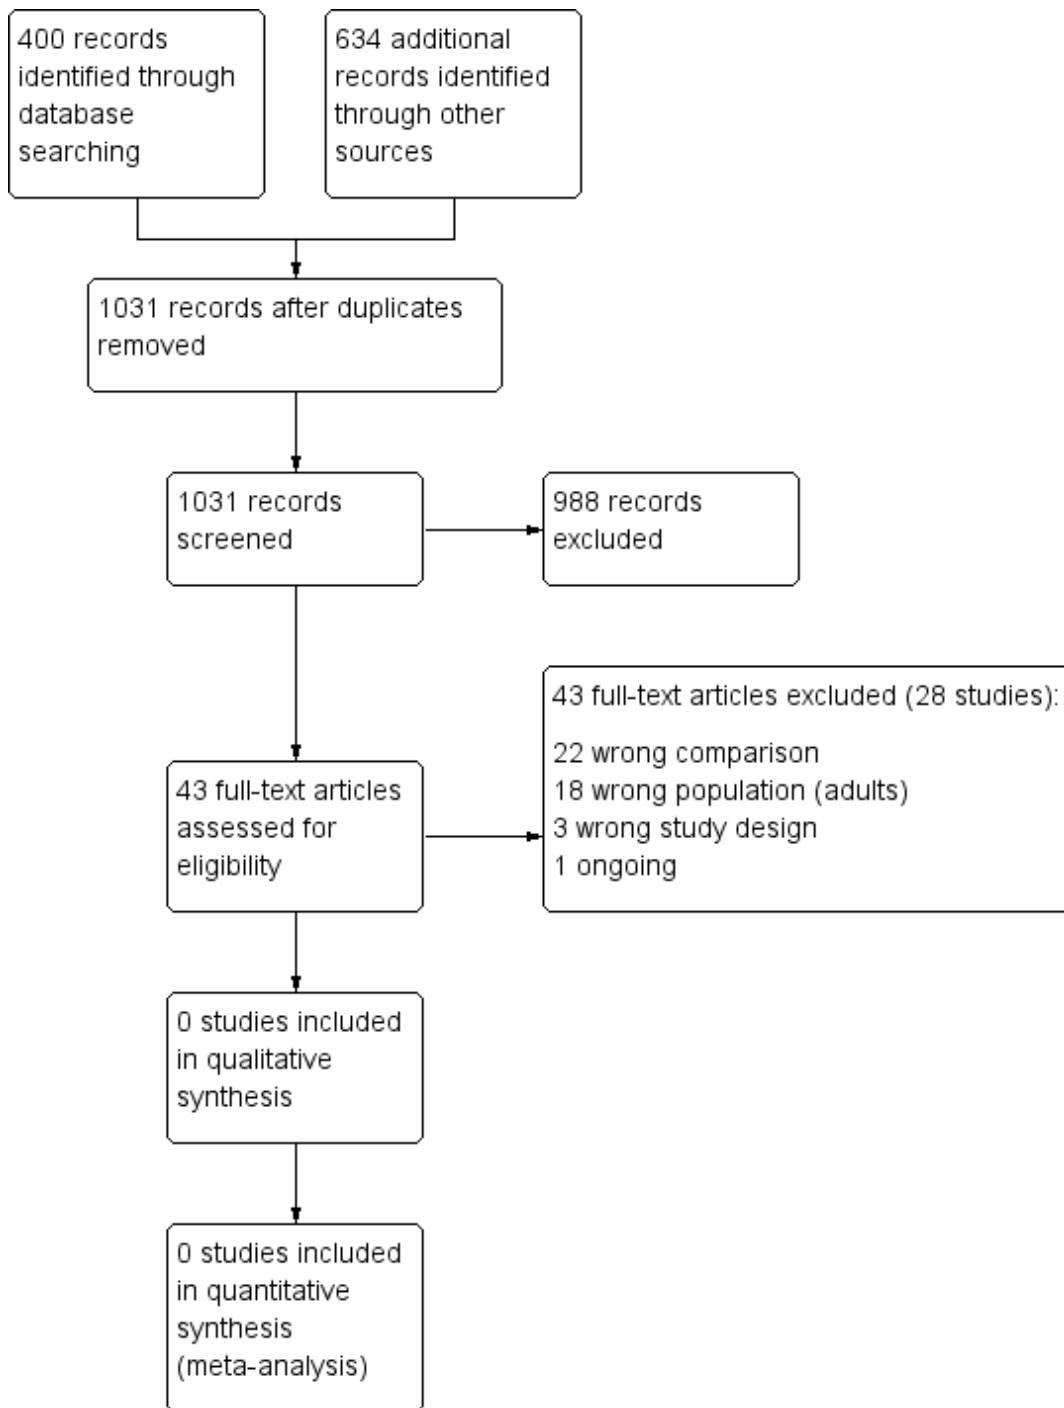 400 records
identified through
database
searching
634 additional
records identified
through other
sources
1031 records after duplicates
removed
1031 records
screened
988 records
excluded
43 full-text articles
assessed for
eligibility
43 full-text articles excluded (28 studies):
22 wrong comparison
18 wrong population (adults)
3 wrong study design
1 ongoing
0 studies included
in qualitative
synthesis
0 studies included
in quantitative
synthesis
(meta-analysis)